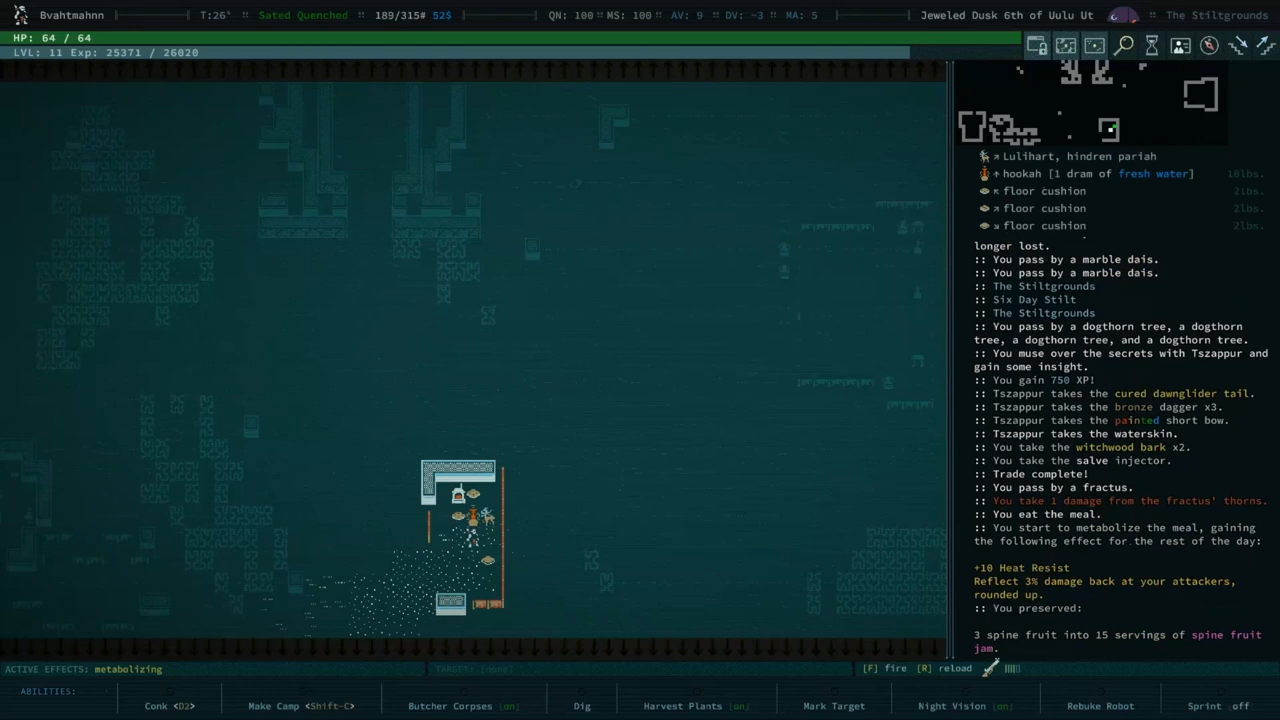 Bvahtmahnn T:26° Sated Quenched :: 189/315# 52$ QN: 100 :: MS: 100 :: AV: 9 :: DV: -3 :: MA: 5 Jeweled Dusk 6th of Uulu Ut :: The Stiltgrounds
HP: 64 / 64
LVL: 11 Exp: 25371 / 26020
Lulihart, hindren pariah
hookah [1 dram of fresh water] 18lbs.
floor cushion 2lbs.
floor cushion 2lbs.
floor cushion 2lbs.
longer lost.
:: You pass by a marble dais.
:: You pass by a marble dais.
:: The Stiltgrounds
:: Six Day Stilt
:: The Stiltgrounds
:: You pass by a dogthorn tree, a dogthorn
tree, a dogthorn tree, and a dogthorn tree.
:: You muse over the secrets with Tszappur and
gain some insight.
:: You gain 750 XP!
:: Tszappur takes the cured dawnglider tail.
:: Tszappur takes the bronze dagger x3.
:: Tszappur takes the painted short bow.
:: Tszappur takes the waterskin.
:: You take the witchwood bark x2.
:: You take the salve injector.
:: Trade complete!
:: You pass by a fractus.
:: You take 1 damage from the fractus' thorns.
:: You eat the meal.
:: You start to metabolize the meal, gaining
the following effect for the rest of the day:
+10 Heat Resist
Reflect 3% damage back at your attackers,
rounded up.
:: You preserved:
3 spine fruit into 15 servings of spine fruit
jam.
ACTIVE EFFECTS: metabolizing TARGET: [none] [F] fire [R] reload
ABILITIES: Conk <D2> Make Camp <Shift-C> Butcher Corpses [on] Dig Harvest Plants [on] Mark Target Night Vision [on] Rebuke Robot Sprint [off]